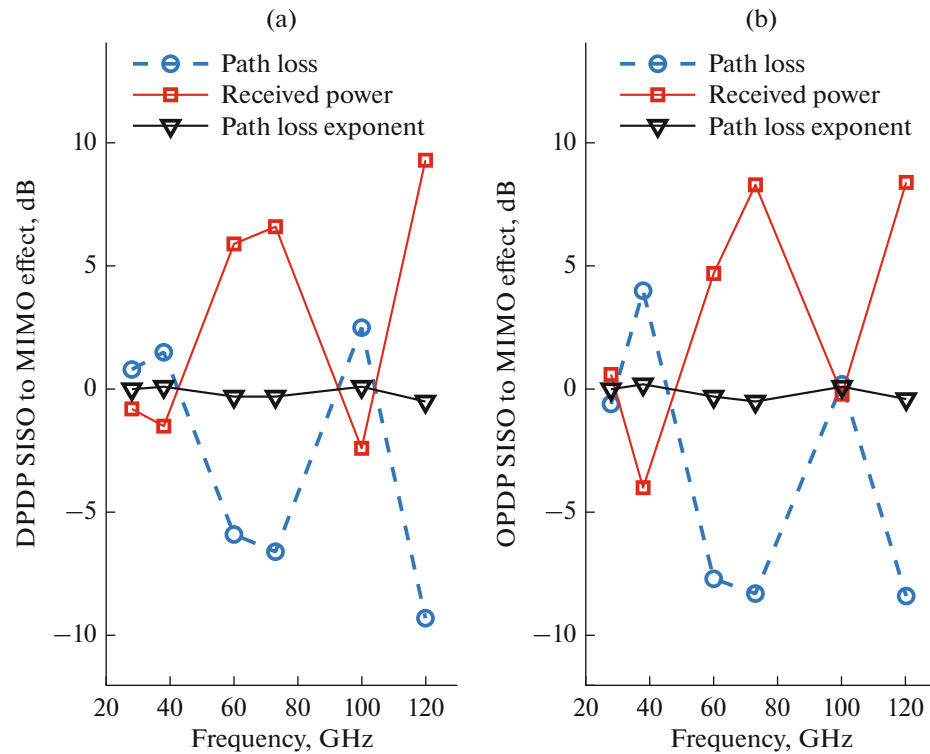 (a)
Path loss
Received power
Path loss exponent
10
5
0
−5
−10
DPDP SISO to MIMO effect, dB
20 40 60 80 100 120
Frequency, GHz
(b)
Path loss
Received power
Path loss exponent
10
5
0
−5
−10
OPDP SISO to MIMO effect, dB
20 40 60 80 100 120
Frequency, GHz